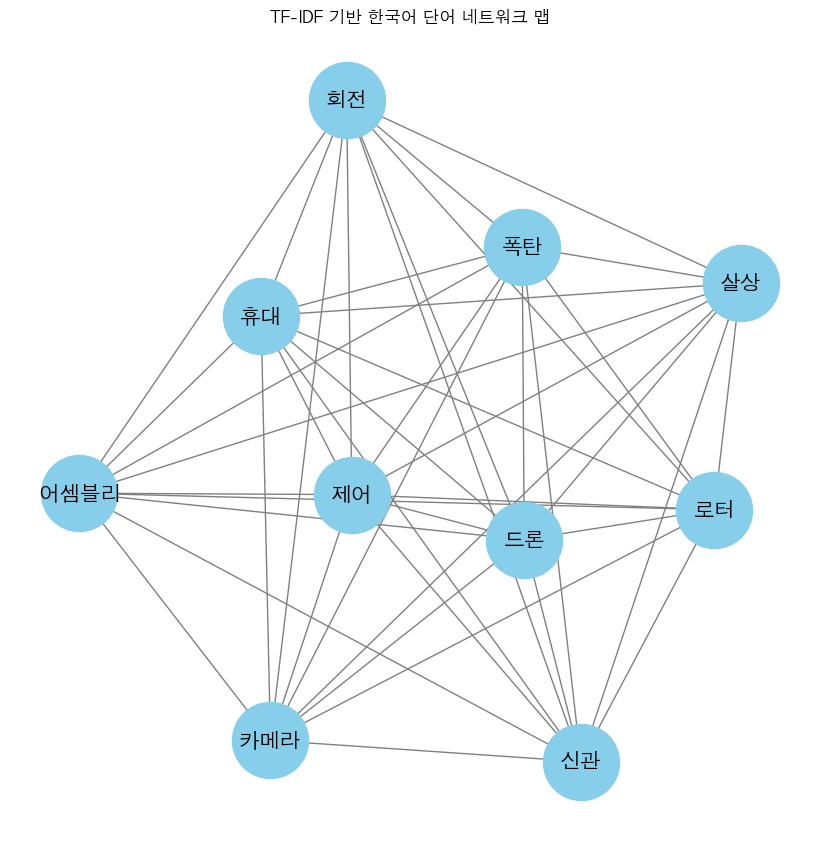 TF-IDF 기반 한국어 단어 네트워크 맵
회전
폭탄
살상
휴대
어셈블리
제어
로터
드론
카메라
신관